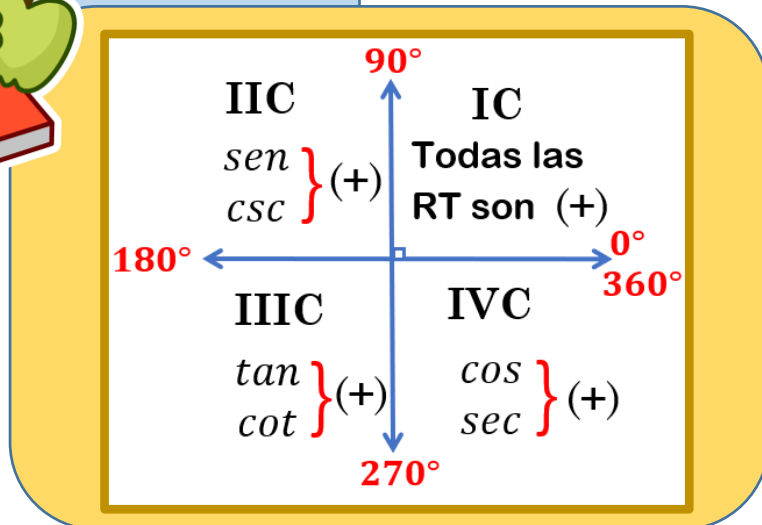 90°
IIC
sen
csc
(+)
IC
Todas las
RT son (+)
180°
0°
360°
IIIC
tan
cot
(+)
IVC
cos
sec
(+)
270°